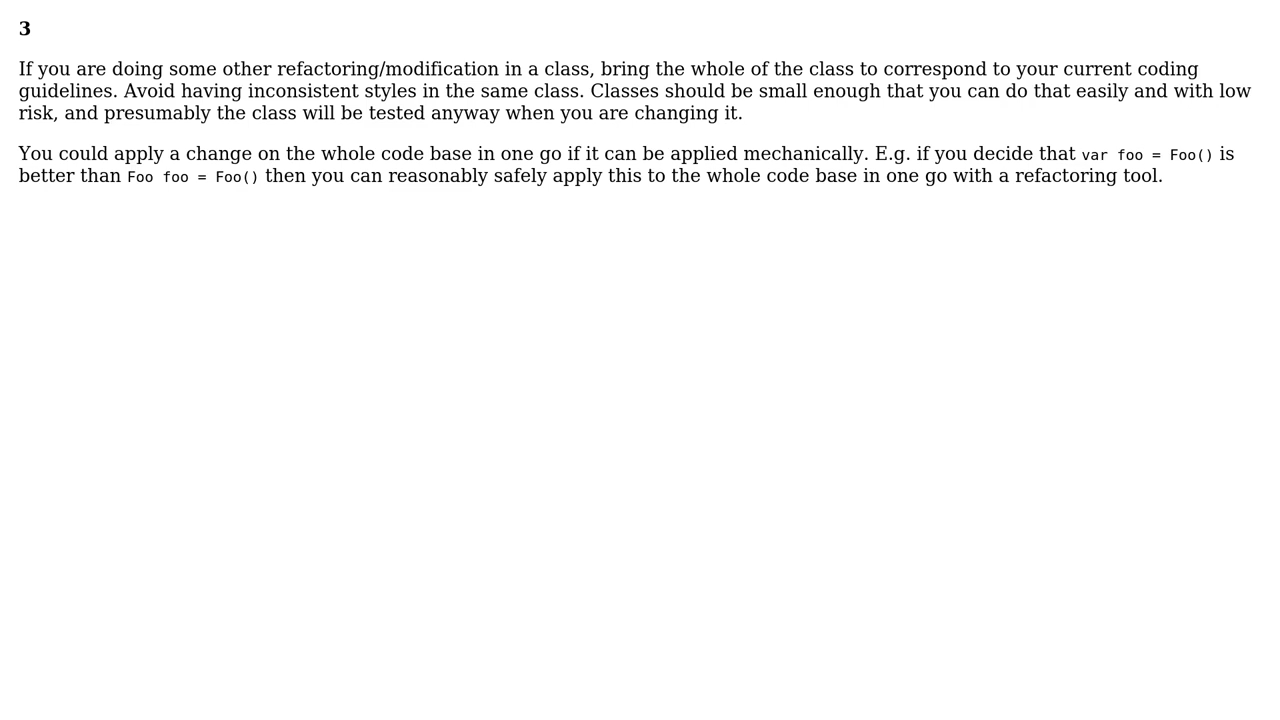 3
If you are doing some other refactoring/modification in a class, bring the whole of the class to correspond to your current coding
guidelines. Avoid having inconsistent styles in the same class. Classes should be small enough that you can do that easily and with low
risk, and presumably the class will be tested anyway when you are changing it.
You could apply a change on the whole code base in one go if it can be applied mechanically. E.g. if you decide that var foo = Foo() is
better than Foo foo = Foo() then you can reasonably safely apply this to the whole code base in one go with a refactoring tool.